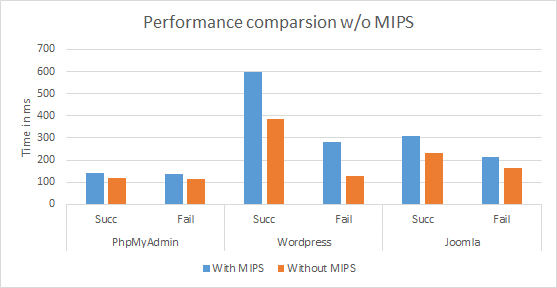 Performance comparsion w/o MIPS
Time in ms
700
600
500
400
300
200
100
0
Succ Fail Succ Fail Succ Fail
PhpMyAdmin Wordpress Joomla
With MIPS Without MIPS